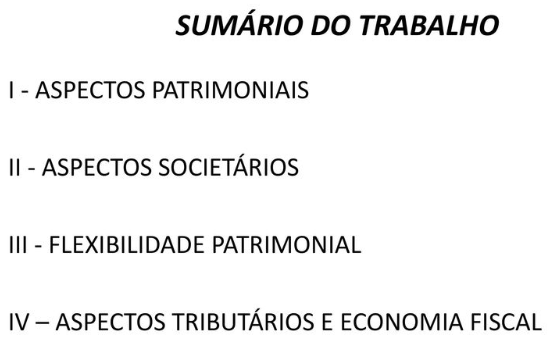 SUMÁRIO DO TRABALHO
I - ASPECTOS PATRIMONIAIS
II - ASPECTOS SOCIETÁRIOS
III - FLEXIBILIDADE PATRIMONIAL
IV – ASPECTOS TRIBUTÁRIOS E ECONOMIA FISCAL